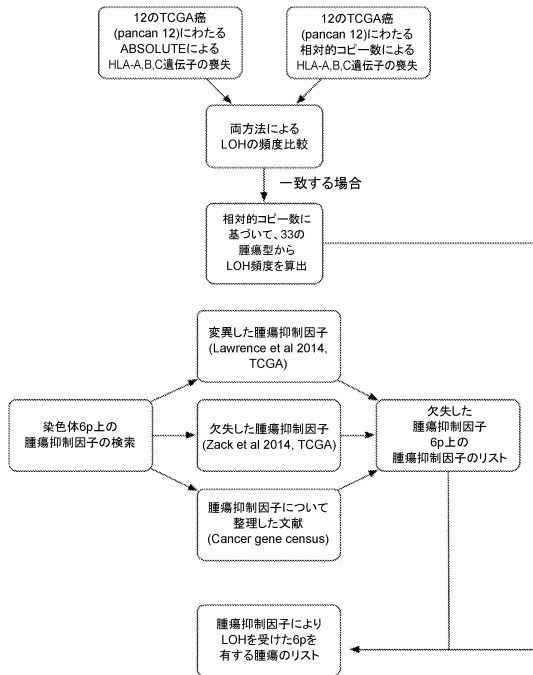 12のTCGA癌
(pancan 12)にわたる
ABSOLUTEによる
HLA-A,B,C遺伝子の喪失
12のTCGA癌
(pancan 12)にわたる
相対的コピー数による
HLA-A,B,C遺伝子の喪失
両方法による
LOHの頻度比較
一致する場合
相対的コピー数に
基づいて、33の
腫瘍型から
LOH頻度を算出
変異した腫瘍抑制因子
(Lawrence et al 2014,
TCGA)
染色体6p上の
腫瘍抑制因子の検索
欠失した腫瘍抑制因子
(Zack et al 2014, TCGA)
欠失した
腫瘍抑制因子
6p上の
腫瘍抑制因子のリスト
腫瘍抑制因子について
整理した文献
(Cancer gene census)
腫瘍抑制因子により
LOHを受けた6pを
有する腫瘍のリスト